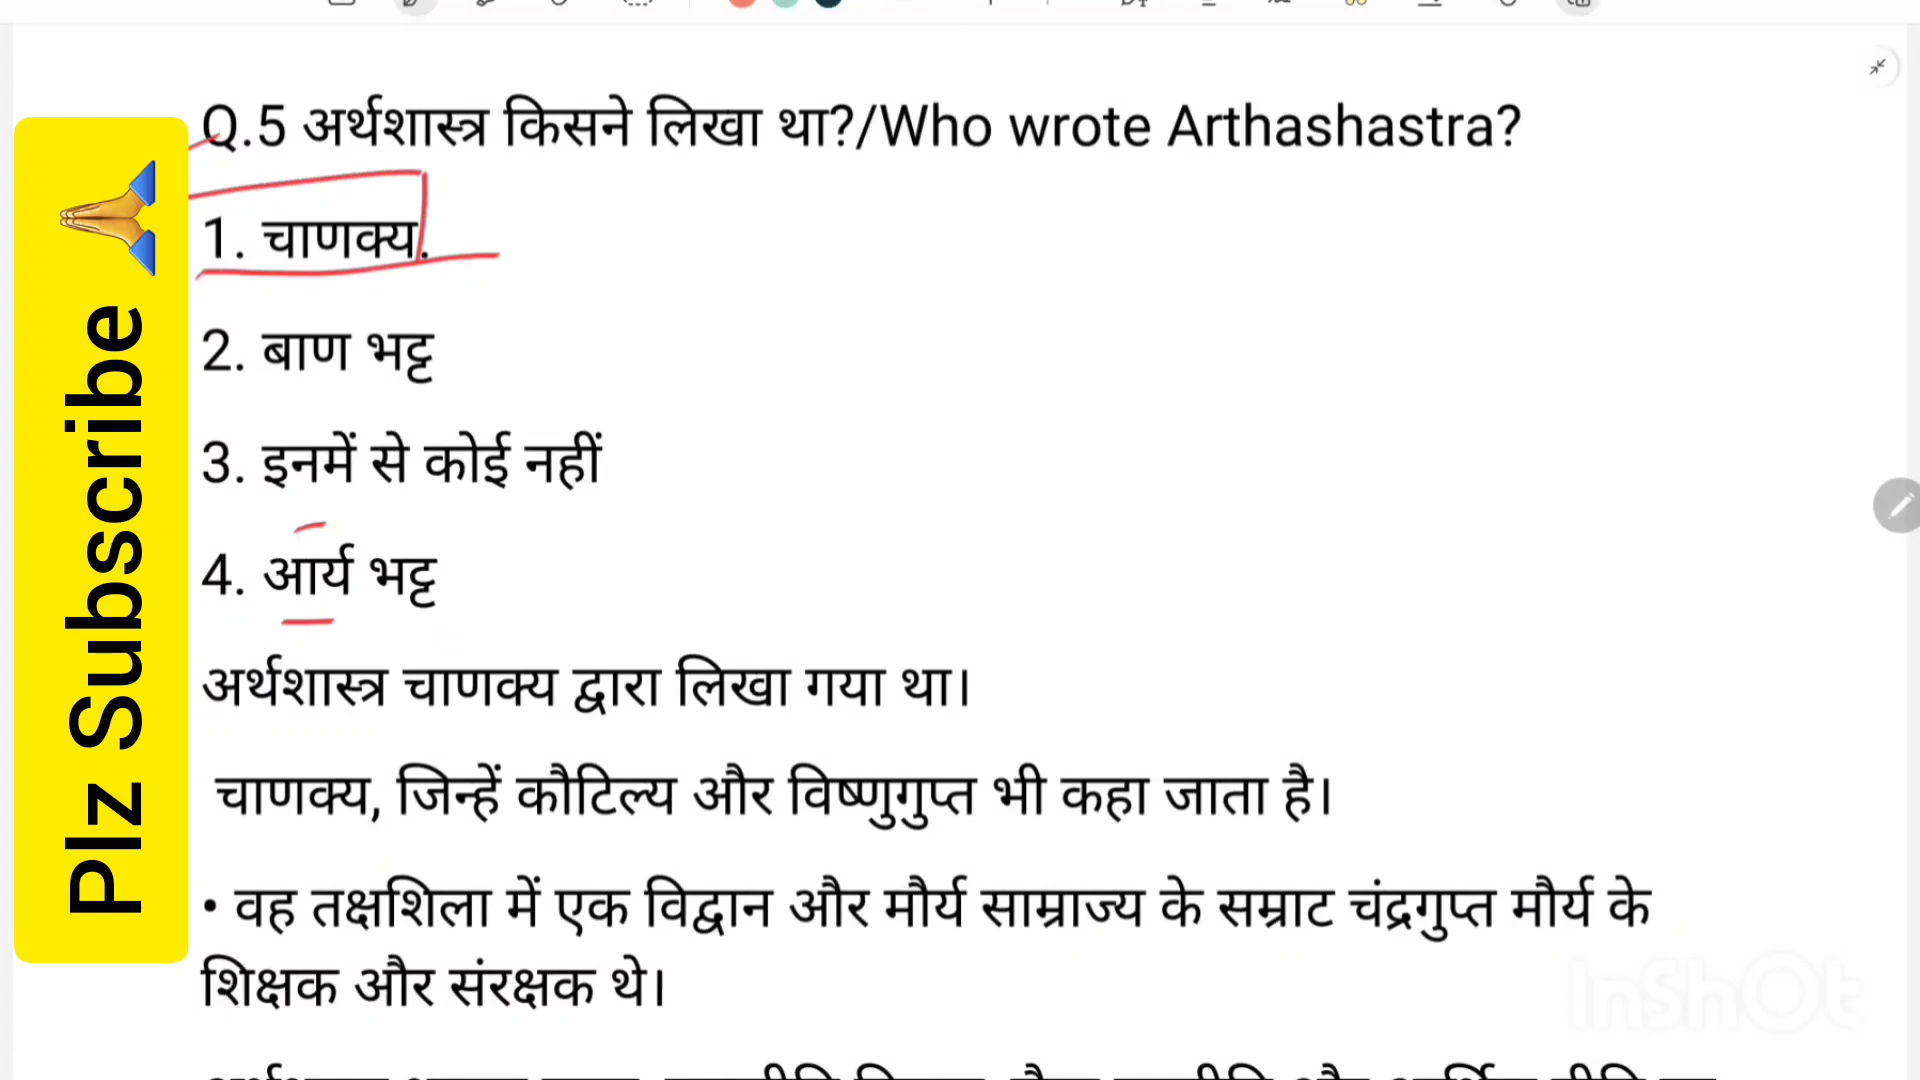 Q.5 अर्थशास्त्र किसने लिखा था?/Who wrote Arthashastra?
1. चाणक्य.
2. बाण भट्ट
3. इनमें से कोई नहीं
4. आर्य भट्ट
अर्थशास्त्र चाणक्य द्वारा लिखा गया था।
चाणक्य, जिन्हें कौटिल्य और विष्णुगुप्त भी कहा जाता है।
• वह तक्षशिला में एक विद्वान और मौर्य साम्राज्य के सम्राट चंद्रगुप्त मौर्य के
शिक्षक और संरक्षक थे।
Plz Subscribe 🙏
InShOt